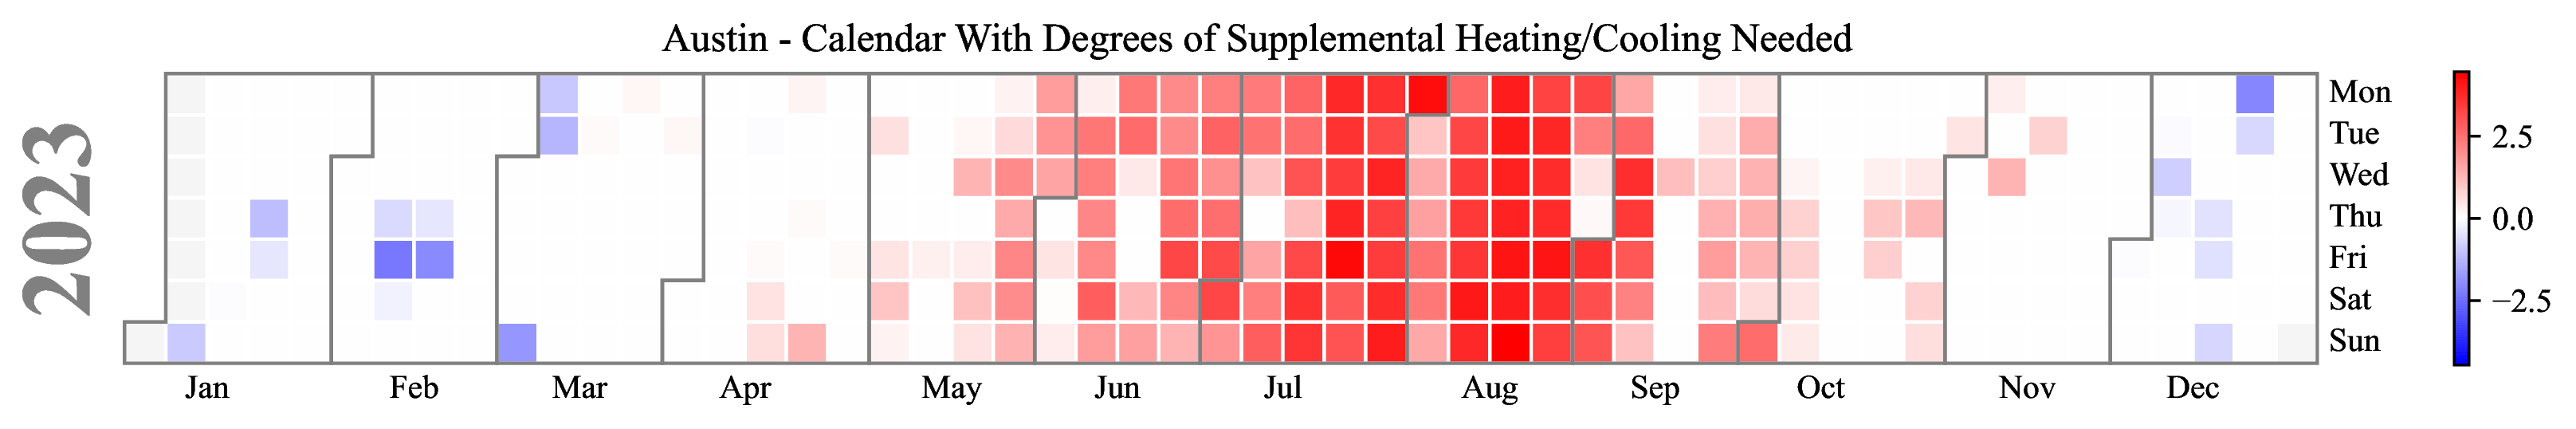 Austin - Calendar With Degrees of Supplemental Heating/Cooling Needed
2023
Mon
Tue
Wed
Thu
Fri
Sat
Sun
Jan
Feb
Mar
Apr
May
Jun
Jul
Aug
Sep
Oct
Nov
Dec
2.5
0.0
−2.5